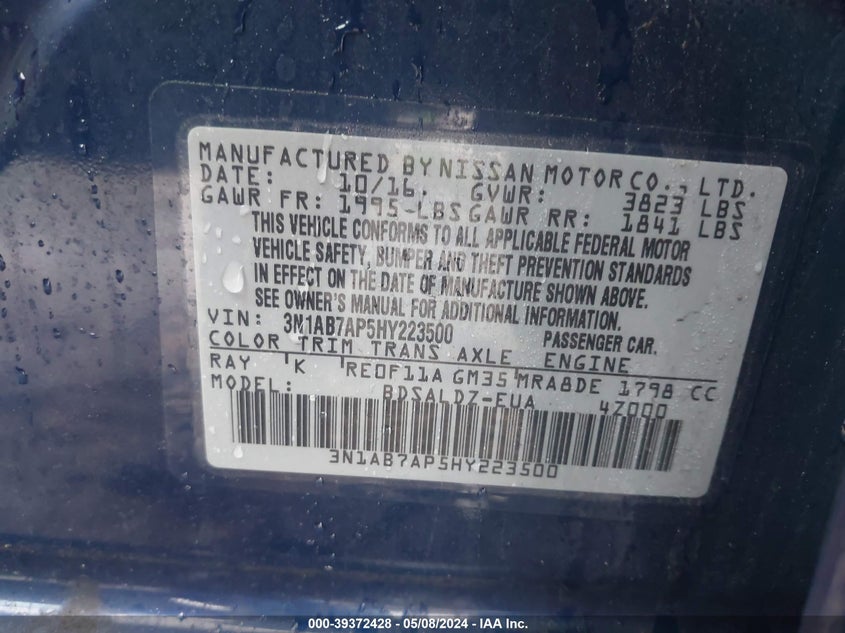 MANUFACTURED BY NISSAN MOTOR CO., LTD.
DATE: 10/16. GVWR: 3823 LBS
GAWR FR: 1995-LBS GAWR RR: 1841 LBS
THIS VEHICLE CONFORMS TO ALL APPLICABLE FEDERAL MOTOR
VEHICLE SAFETY, BUMPER AND THEFT PREVENTION STANDARDS
IN EFFECT ON THE DATE OF MANUFACTURE SHOWN ABOVE.
SEE OWNER'S MANUAL FOR ADDITIONAL INFORMATION.
VIN: 3N1AB7AP5HY223500 PASSENGER CAR.
COLOR TRIM TRANS AXLE ENGINE
RAY K RE0F11A GM35 MRA8DE 1798 CC
MODEL: BDSALDZ-EUA 4Z000
3N1AB7AP5HY223500
000-39372428 - 05/08/2024 - IAA Inc.